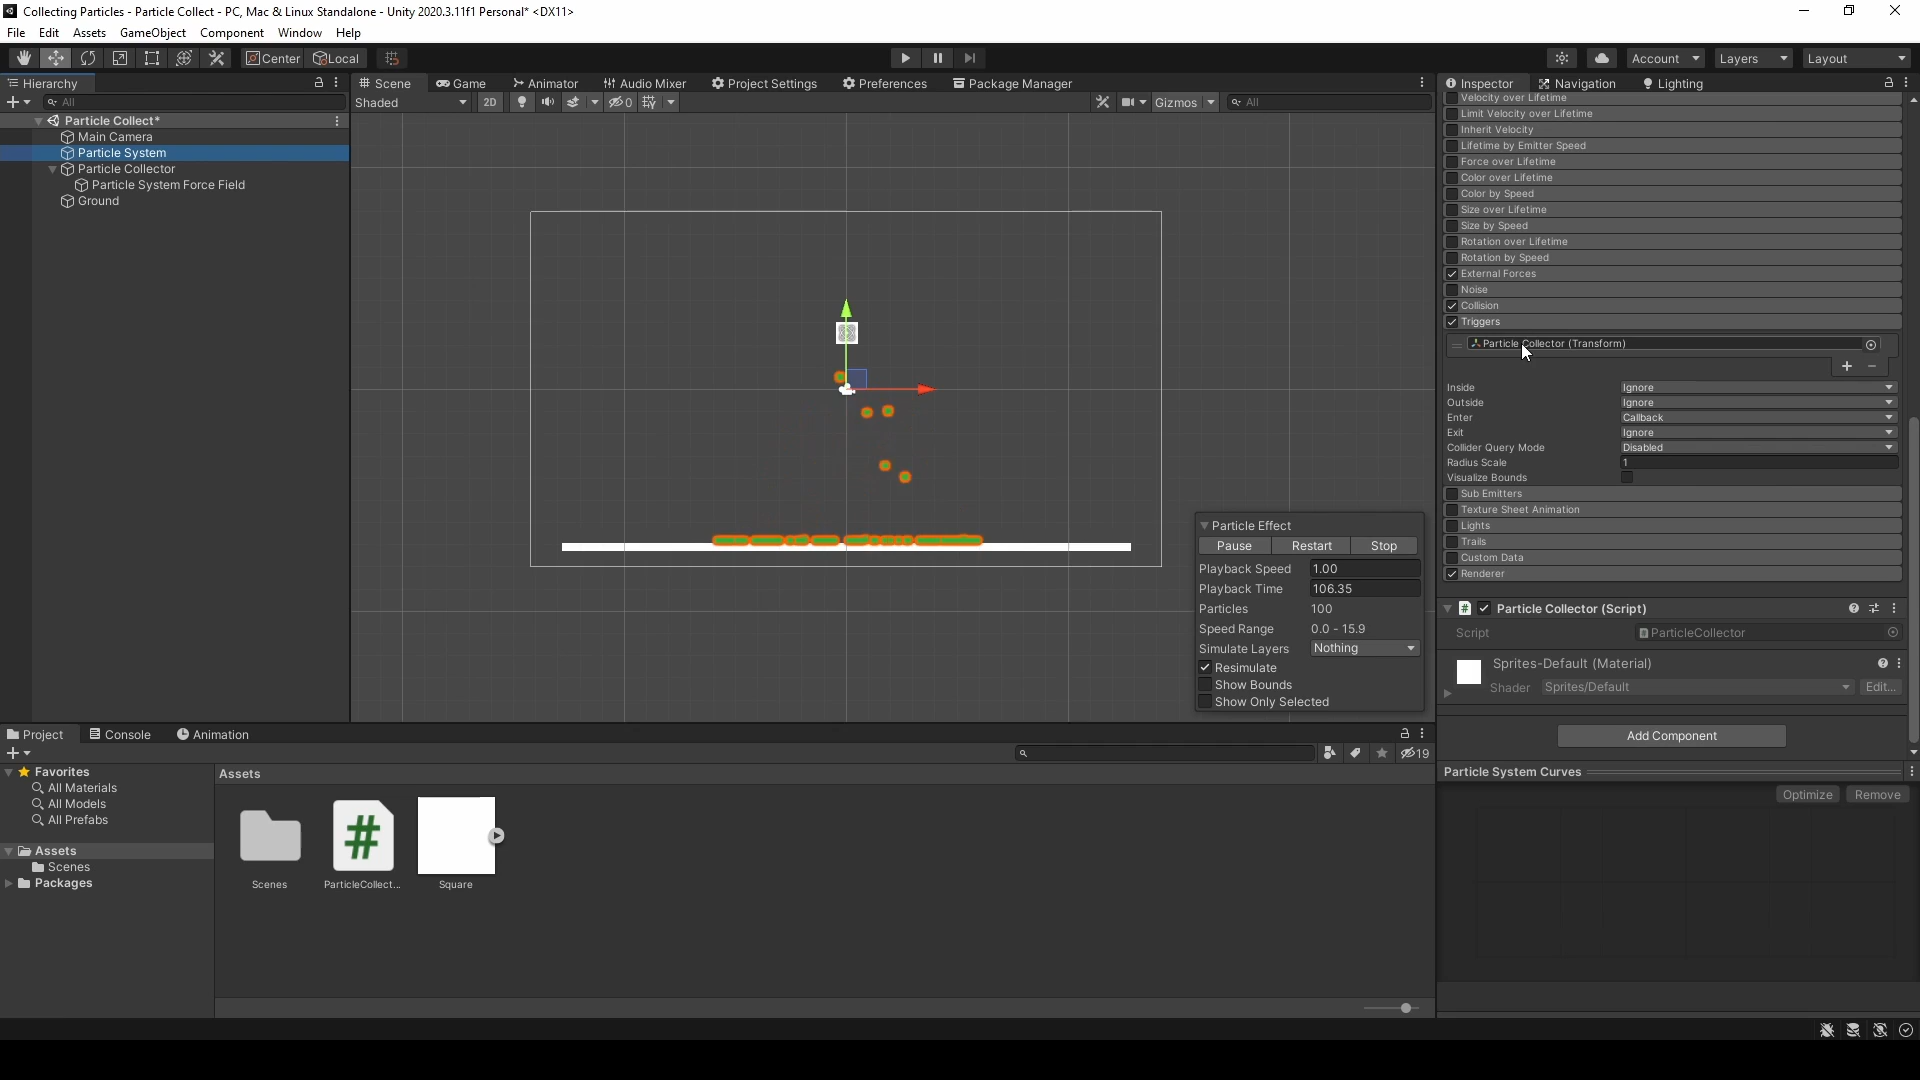 Collecting Particles - Particle Collect - PC, Mac & Linux Standalone - Unity 2020.3.11f1 Personal* <DX11>
File Edit Assets GameObject Component Window Help
Center Local
Account Layers Layout
Hierarchy
All
Particle Collect*
Main Camera
Particle System
Particle Collector
Particle System Force Field
Ground
Scene Game Animator Audio Mixer Project Settings Preferences Package Manager
Shaded 2D 0 Gizmos All
Particle Effect
Pause Restart Stop
Playback Speed 1.00
Playback Time 106.35
Particles 100
Speed Range 0.0 - 15.9
Simulate Layers Nothing
Resimulate
Show Bounds
Show Only Selected
Inspector Navigation Lighting
Velocity over Lifetime
Limit Velocity over Lifetime
Inherit Velocity
Lifetime by Emitter Speed
Force over Lifetime
Color over Lifetime
Color by Speed
Size over Lifetime
Size by Speed
Rotation over Lifetime
Rotation by Speed
External Forces
Noise
Collision
Triggers
Particle Collector (Transform)
Inside Ignore
Outside Ignore
Enter Callback
Exit Ignore
Collider Query Mode Disabled
Radius Scale 1
Visualize Bounds
Sub Emitters
Texture Sheet Animation
Lights
Trails
Custom Data
Renderer
# Particle Collector (Script)
Script ParticleCollector
Sprites-Default (Material)
Shader Sprites/Default Edit...
Add Component
Particle System Curves
Optimize Remove
Project Console Animation
19
Favorites
All Materials
All Models
All Prefabs
Assets
Scenes
Packages
Assets
#
Scenes ParticleCollect... Square